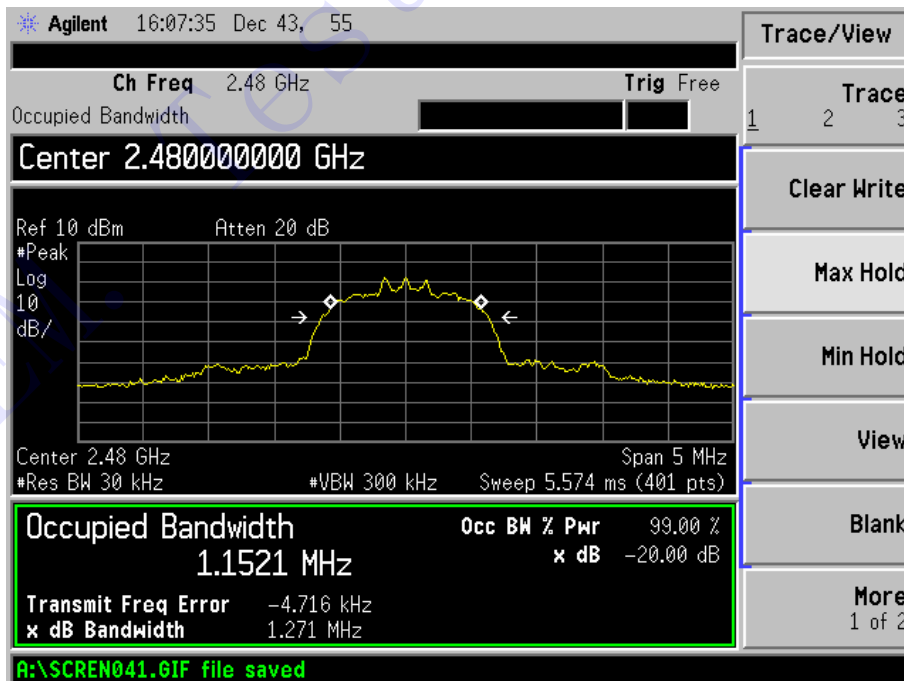 Agilent 16:07:35 Dec 43, 55
Trace/View
Ch Freq 2.48 GHz Trig Free
Occupied Bandwidth
Center 2.480000000 GHz
Ref 10 dBm Atten 20 dB
#Peak
Log
10
dB/
Center 2.48 GHz Span 5 MHz
#Res BW 30 kHz #VBW 300 kHz Sweep 5.574 ms (401 pts)
Occupied Bandwidth
1.1521 MHz
Occ BW % Pwr 99.00 %
x dB -20.00 dB
Transmit Freq Error -4.716 kHz
x dB Bandwidth 1.271 MHz
A:\SCREN041.GIF file saved
Trace
1 2 3
Clear Write
Max Hold
Min Hold
View
Blank
More
1 of 2